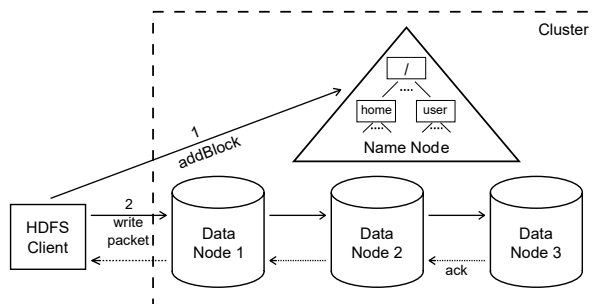 Cluster
/
....
home
user
.....
.....
Name Node
1
addBlock
HDFS
Client
2
write
packet
Data
Node 1
Data
Node 2
Data
Node 3
ack